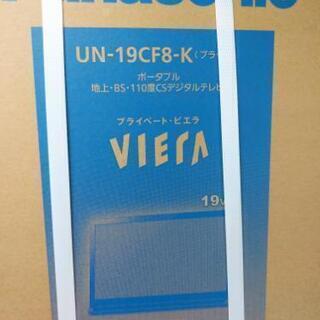 Panasonic
UN-19CF8-K(ブラ
ポータブル
地上・BS・110度CSデジタルテレビ
プライベート・ビエラ
VIErA
19v